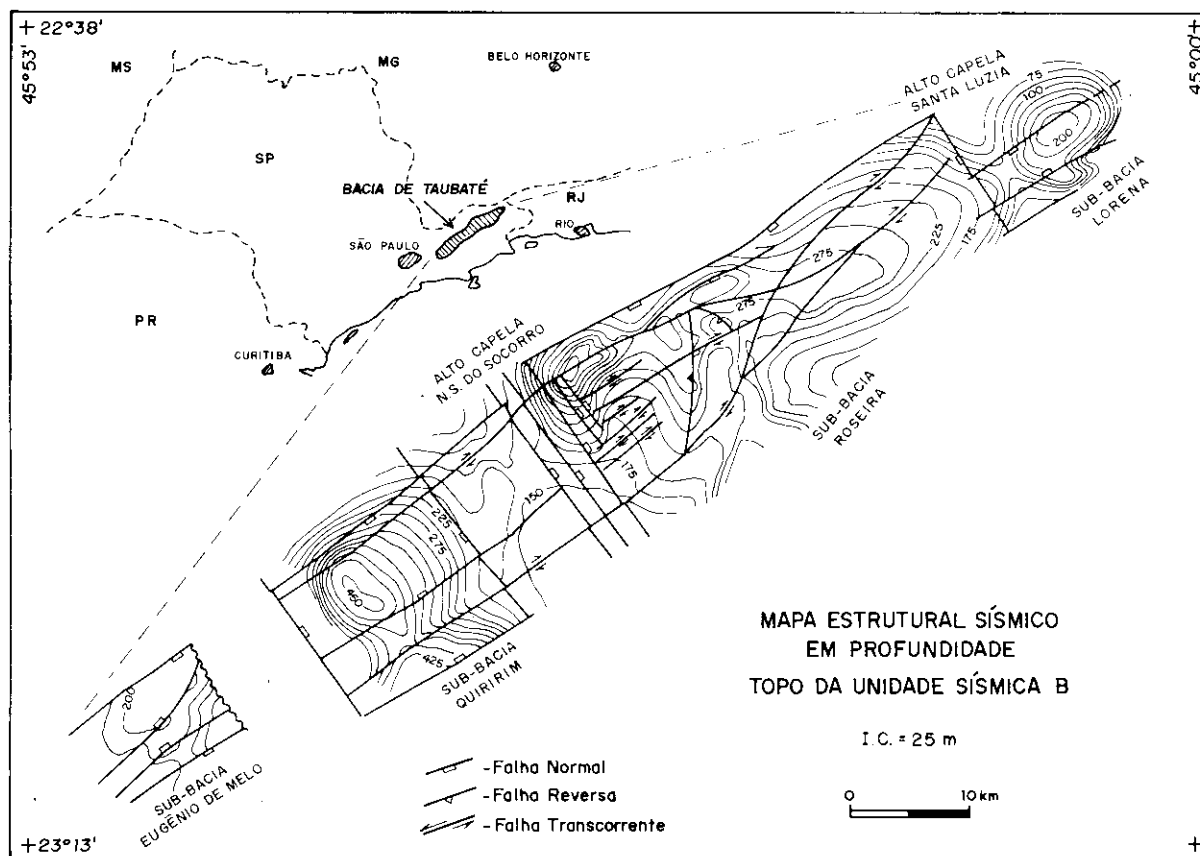 + 22°38'
45°53'
45°00'
+
MS
MG
BELO HORIZONTE
SP
BACIA DE TAUBATÉ
RJ
RIO
SÃO PAULO
PR
CURITIBA
ALTO CAPELA
SANTA LUZIA
75
100
200
SUB-BACIA
LORENA
225
175
275
275
ALTO CAPELA
N.S. DO SOCORRO
SUB-BACIA
ROSEIRA
175
150
225
275
450
425
SUB-BACIA
QUIRIRIM
200
SUB-BACIA
EUGÊNIO DE MELO
MAPA ESTRUTURAL SÍSMICO
EM PROFUNDIDADE
TOPO DA UNIDADE SÍSMICA B
I.C. = 25 m
0 10 km
-Falha Normal
-Falha Reversa
-Falha Transcorrente
+23°13'
+